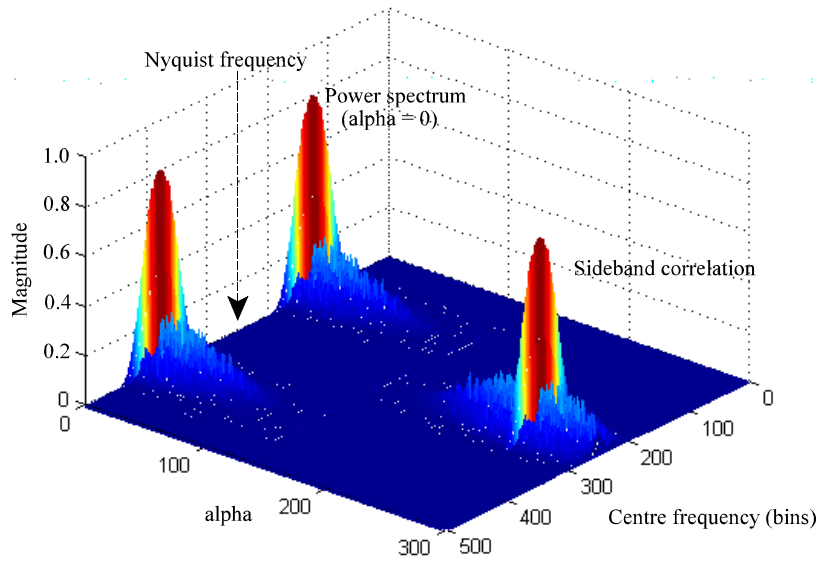 Nyquist frequency
Power spectrum
(alpha = 0)
Sideband correlation
Magnitude
1.0
0.8
0.6
0.4
0.2
0
0
100
200
300
alpha
500
400
300
200
100
0
Centre frequency (bins)